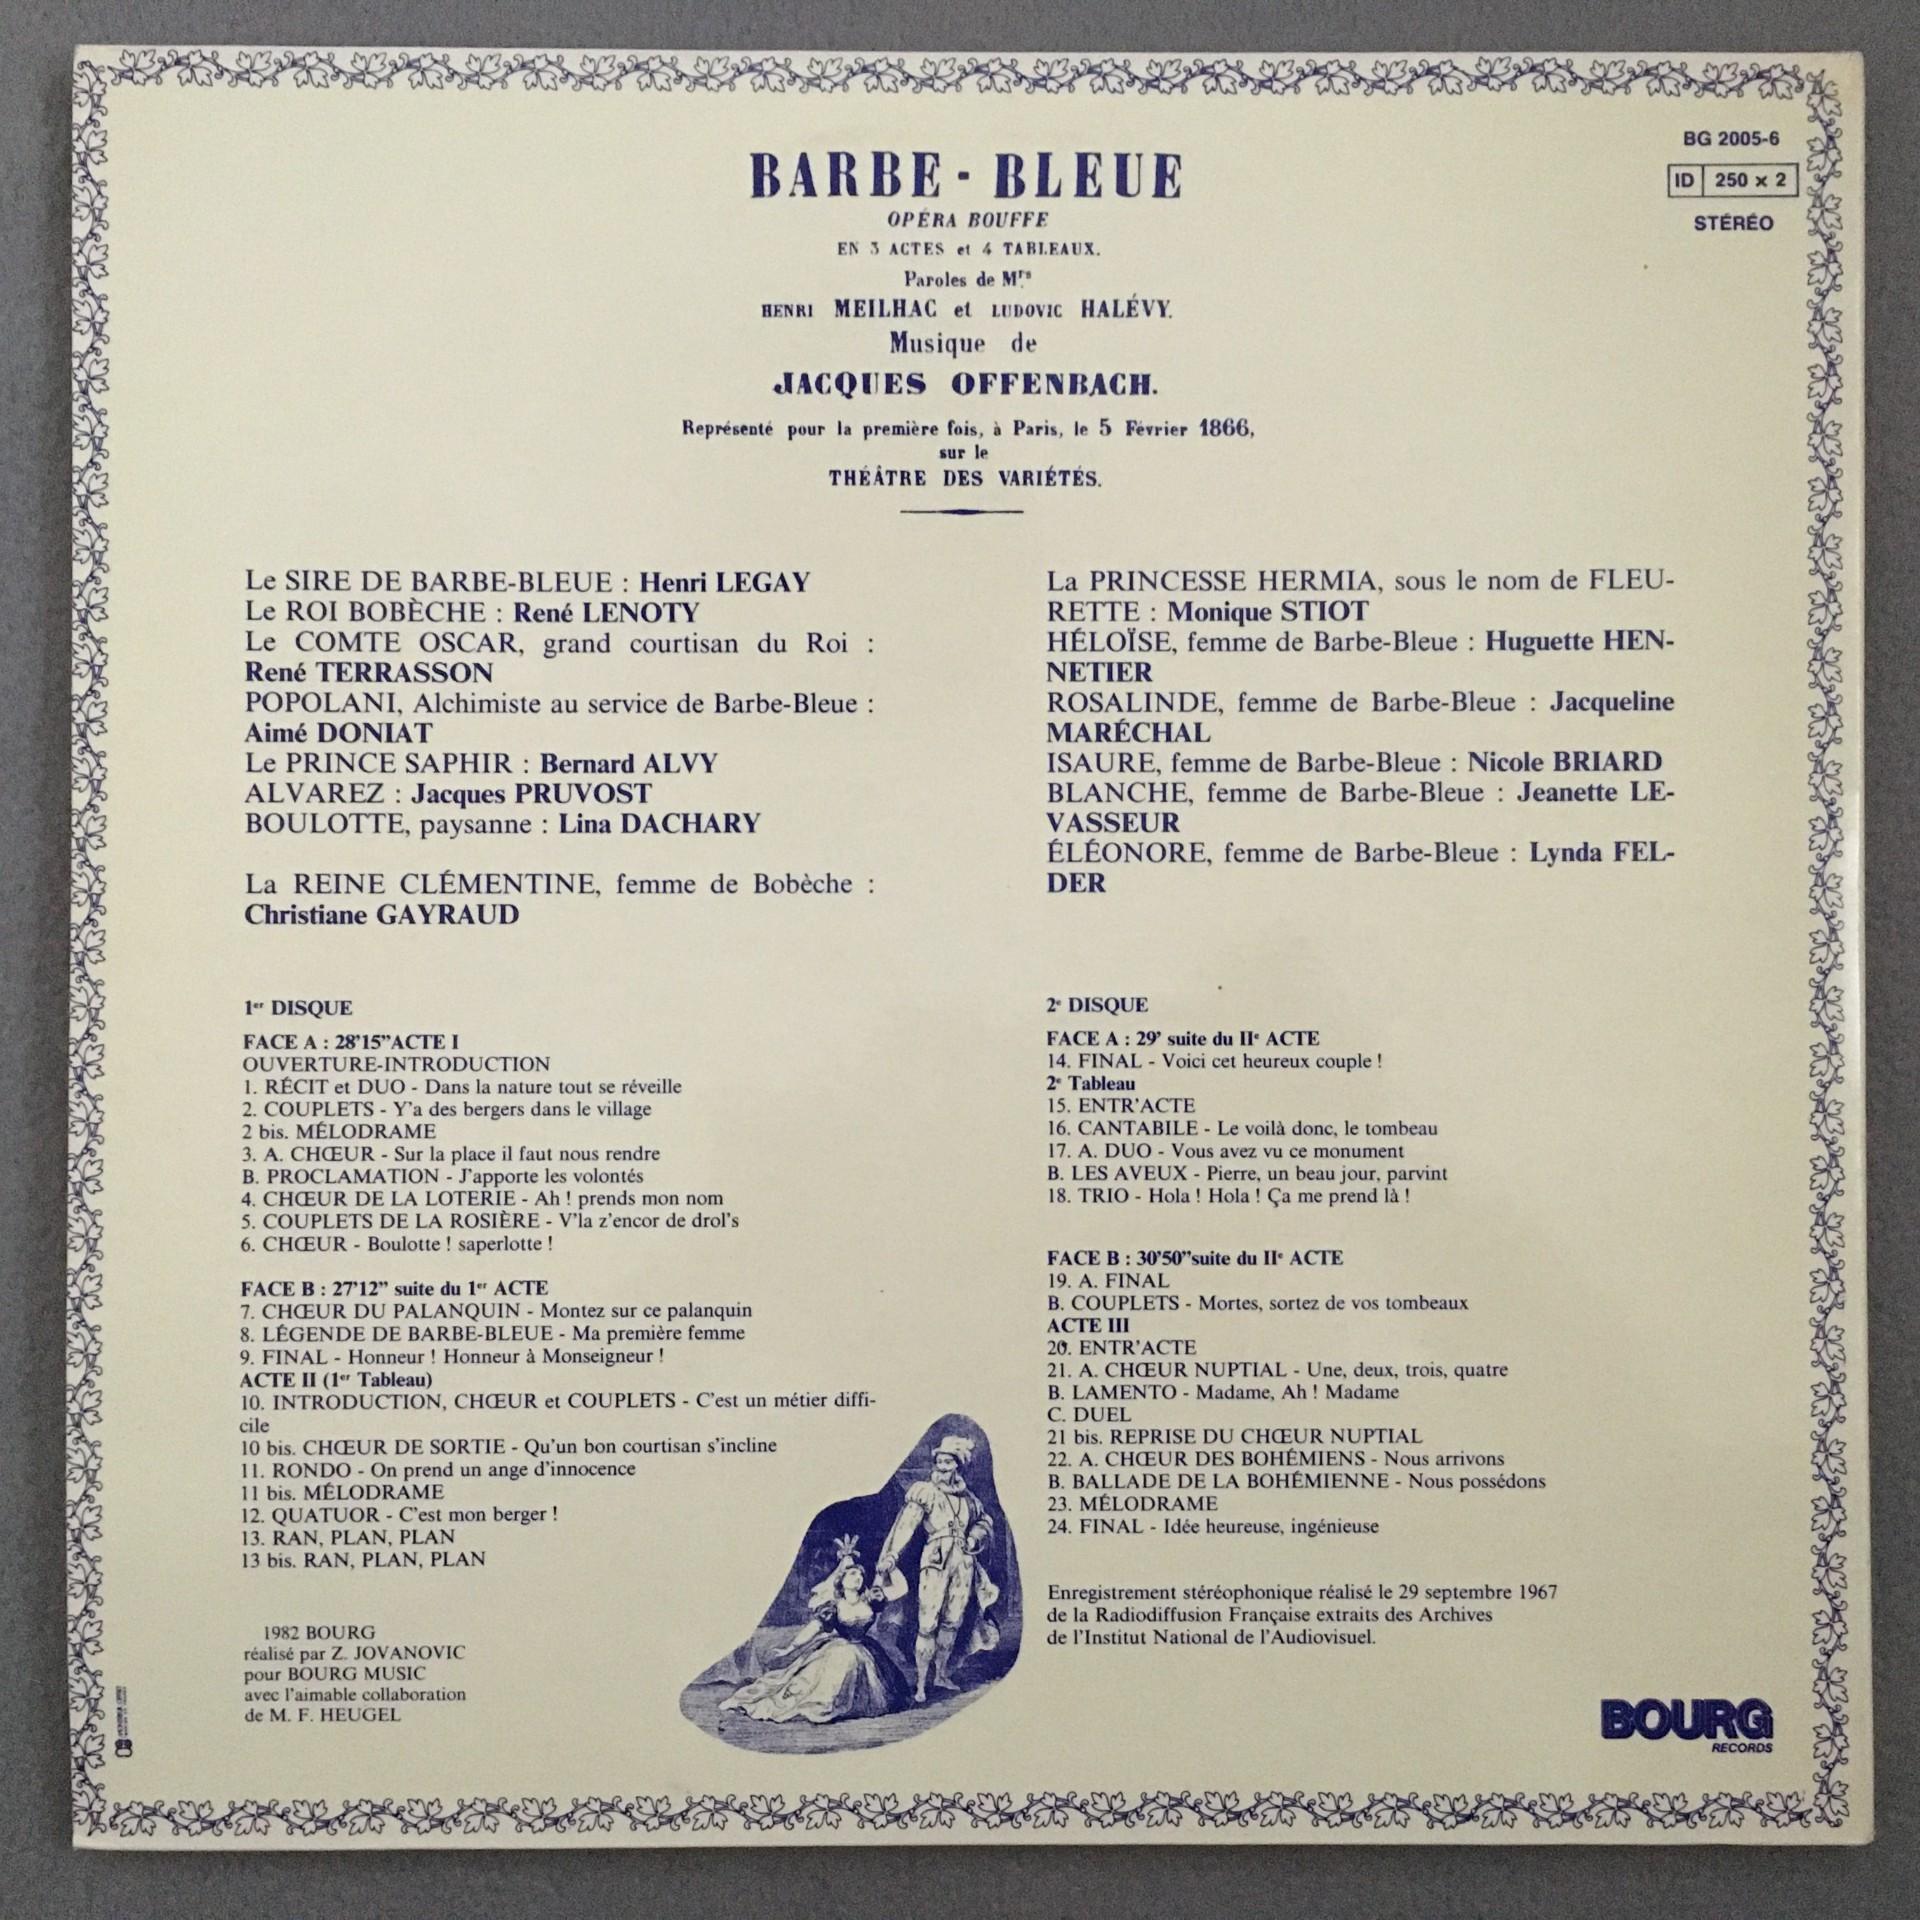 BG 2005-6
ID 250 x 2
STÉRÉO
BARBE - BLEUE
OPÉRA BOUFFE
EN 3 ACTES et 4 TABLEAUX.
Paroles de Mrs
HENRI MEILHAC et LUDOVIC HALÉVY.
Musique de
JACQUES OFFENBACH.
Représenté pour la première fois, à Paris, le 5 Février 1866,
sur le
THÉÂTRE DES VARIÉTÉS.
Le SIRE DE BARBE-BLEUE : Henri LEGAY
Le ROI BOBÈCHE : René LENOTY
Le COMTE OSCAR, grand courtisan du Roi :
René TERRASSON
POPOLANI, Alchimiste au service de Barbe-Bleue :
Aimé DONIAT
Le PRINCE SAPHIR : Bernard ALVY
ALVAREZ : Jacques PRUVOST
BOULOTTE, paysanne : Lina DACHARY
La REINE CLÉMENTINE, femme de Bobèche :
Christiane GAYRAUD
La PRINCESSE HERMIA, sous le nom de FLEU-
RETTE : Monique STIOT
HÉLOÏSE, femme de Barbe-Bleue : Huguette HEN-
NETIER
ROSALINDE, femme de Barbe-Bleue : Jacqueline
MARÉCHAL
ISAURE, femme de Barbe-Bleue : Nicole BRIARD
BLANCHE, femme de Barbe-Bleue : Jeanette LE-
VASSEUR
ÉLÉONORE, femme de Barbe-Bleue : Lynda FEL-
DER
1er DISQUE
FACE A : 28'15" ACTE I
OUVERTURE-INTRODUCTION
1. RÉCIT et DUO - Dans la nature tout se réveille
2. COUPLETS - Y'a des bergers dans le village
2 bis. MÉLODRAME
3. A. CHŒUR - Sur la place il faut nous rendre
B. PROCLAMATION - J'apporte les volontés
4. CHŒUR DE LA LOTERIE - Ah ! prends mon nom
5. COUPLETS DE LA ROSIÈRE - V'la z'encor de drol's
6. CHŒUR - Boulotte ! saperlotte !
FACE B : 27'12" suite du 1er ACTE
7. CHŒUR DU PALANQUIN - Montez sur ce palanquin
8. LÉGENDE DE BARBE-BLEUE - Ma première femme
9. FINAL - Honneur ! Honneur à Monseigneur !
ACTE II (1er Tableau)
10. INTRODUCTION, CHŒUR et COUPLETS - C'est un métier diffi-
cile
10 bis. CHŒUR DE SORTIE - Qu'un bon courtisan s'incline
11. RONDO - On prend un ange d'innocence
11 bis. MÉLODRAME
12. QUATUOR - C'est mon berger !
13. RAN, PLAN, PLAN
13 bis. RAN, PLAN, PLAN
1982 BOURG
réalisé par Z. JOVANOVIC
pour BOURG MUSIC
avec l'aimable collaboration
de M. F. HEUGEL
2e DISQUE
FACE A : 29' suite du IIe ACTE
14. FINAL - Voici cet heureux couple !
2e Tableau
15. ENTR'ACTE
16. CANTABILE - Le voilà donc, le tombeau
17. A. DUO - Vous avez vu ce monument
B. LES AVEUX - Pierre, un beau jour, parvint
18. TRIO - Hola ! Hola ! Ça me prend là !
FACE B : 30'50" suite du IIe ACTE
19. A. FINAL
B. COUPLETS - Mortes, sortez de vos tombeaux
ACTE III
20. ENTR'ACTE
21. A. CHŒUR NUPTIAL - Une, deux, trois, quatre
B. LAMENTO - Madame, Ah ! Madame
C. DUEL
21 bis. REPRISE DU CHŒUR NUPTIAL
22. A. CHŒUR DES BOHÉMIENS - Nous arrivons
B. BALLADE DE LA BOHÉMIENNE - Nous possédons
23. MÉLODRAME
24. FINAL - Idée heureuse, ingénieuse
Enregistrement stéréophonique réalisé le 29 septembre 1967
de la Radiodiffusion Française extraits des Archives
de l'Institut National de l'Audiovisuel.
BOURG
RECORDS